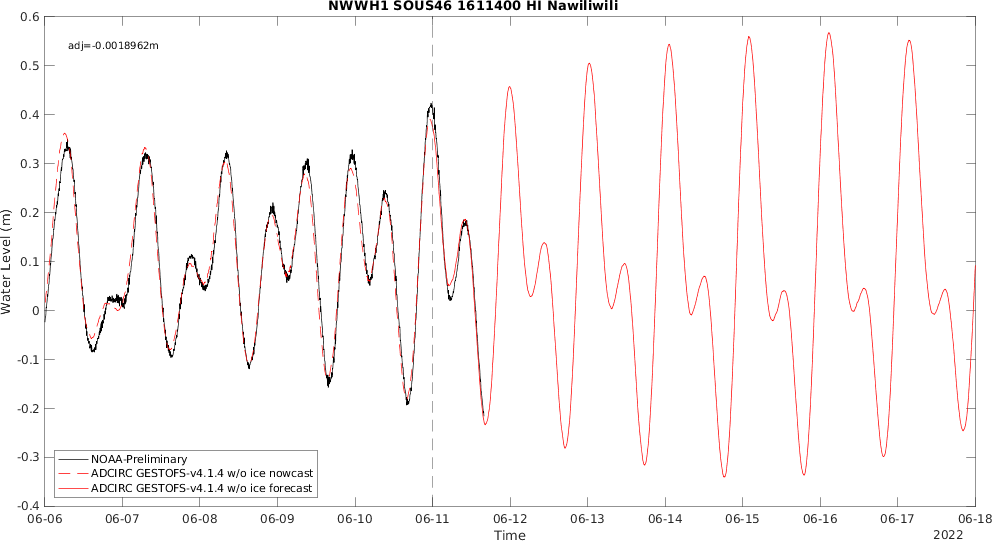 NWWH1 SOUS46 1611400 HI Nawiliwili
adj=-0.0018962m
0.6
0.5
0.4
0.3
0.2
0.1
0
-0.1
-0.2
-0.3
-0.4
Water Level (m)
NOAA-Preliminary
ADCIRC GESTOFS-v4.1.4 w/o ice nowcast
ADCIRC GESTOFS-v4.1.4 w/o ice forecast
06-06 06-07 06-08 06-09 06-10 06-11 06-12 06-13 06-14 06-15 06-16 06-17 06-18
Time
2022